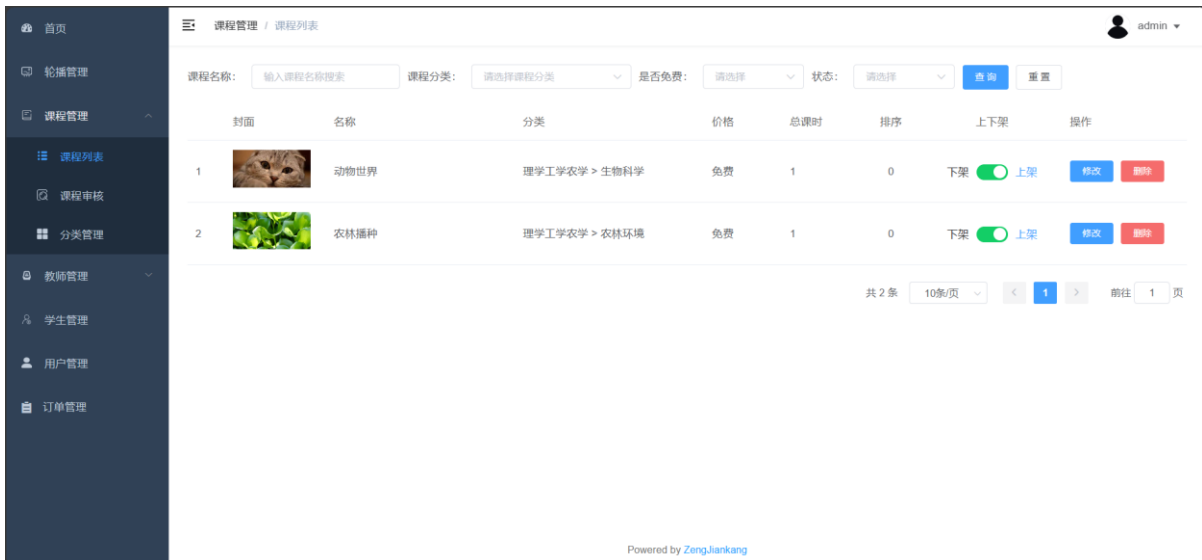 首页
轮播管理
课程管理
课程列表
课程审核
分类管理
教师管理
学生管理
用户管理
订单管理
课程管理 / 课程列表
admin
课程名称: 输入课程名称搜索 课程分类: 请选择课程分类 是否免费: 请选择 状态: 请选择 查询 重置
封面 名称 分类 价格 总课时 排序 上下架 操作
1 动物世界 理学工学农学 > 生物科学 免费 1 0 下架 上架 修改 删除
2 农林播种 理学工学农学 > 农林环境 免费 1 0 下架 上架 修改 删除
共 2 条 10条/页 < 1 > 前往 1 页
Powered by ZengJiankang